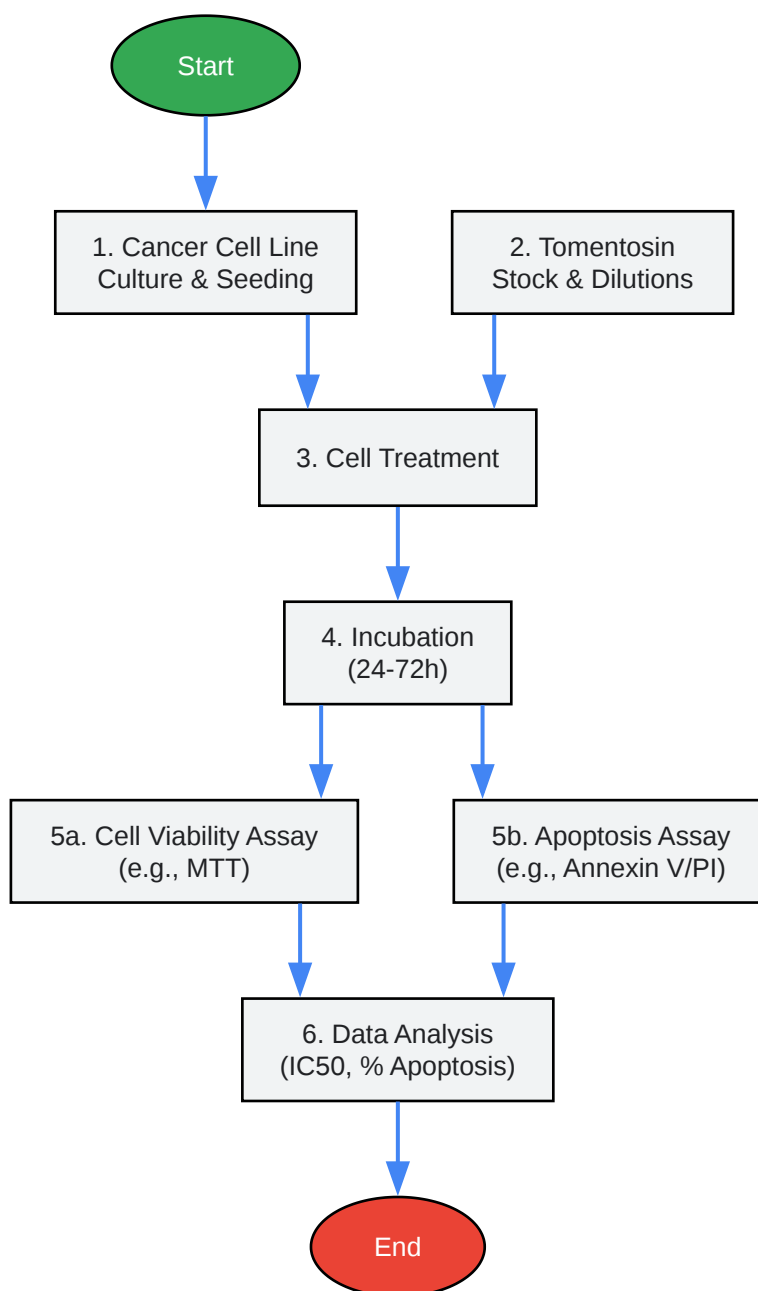 Start
1. Cancer Cell Line
Culture & Seeding
2. Tomentosin
Stock & Dilutions
3. Cell Treatment
4. Incubation
(24-72h)
5a. Cell Viability Assay
(e.g., MTT)
5b. Apoptosis Assay
(e.g., Annexin V/PI)
6. Data Analysis
(IC50, % Apoptosis)
End